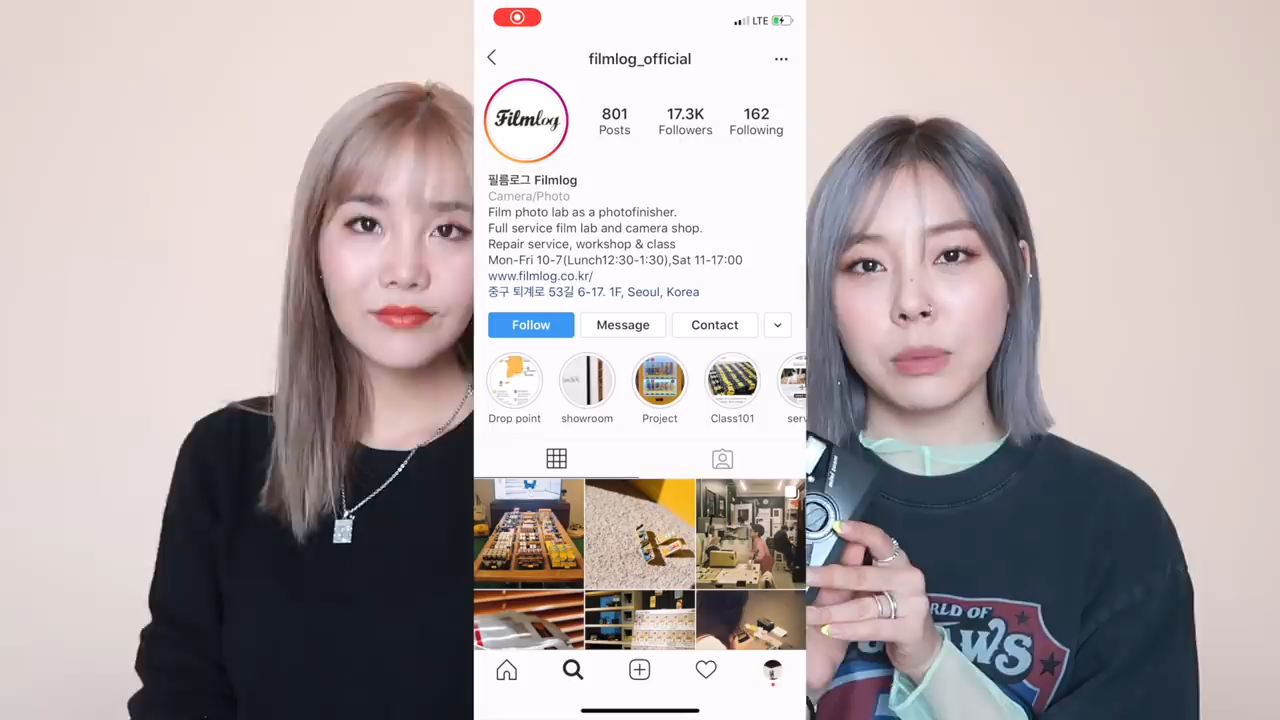 LTE
filmlog_official
Filmlog
801
17.3K
162
Posts
Followers
Following
필름로그 Filmlog
Camera/Photo
Film photo lab as a photofinisher.
Full service film lab and camera shop.
Repair service, workshop & class
Mon-Fri 10-7(Lunch12:30-1:30),Sat 11-17:00
www.filmlog.co.kr/
중구 퇴계로 53길 6-17. 1F, Seoul, Korea
Follow
Message
Contact
Drop point
showroom
Project
Class101
serv
RLD OF
AWS